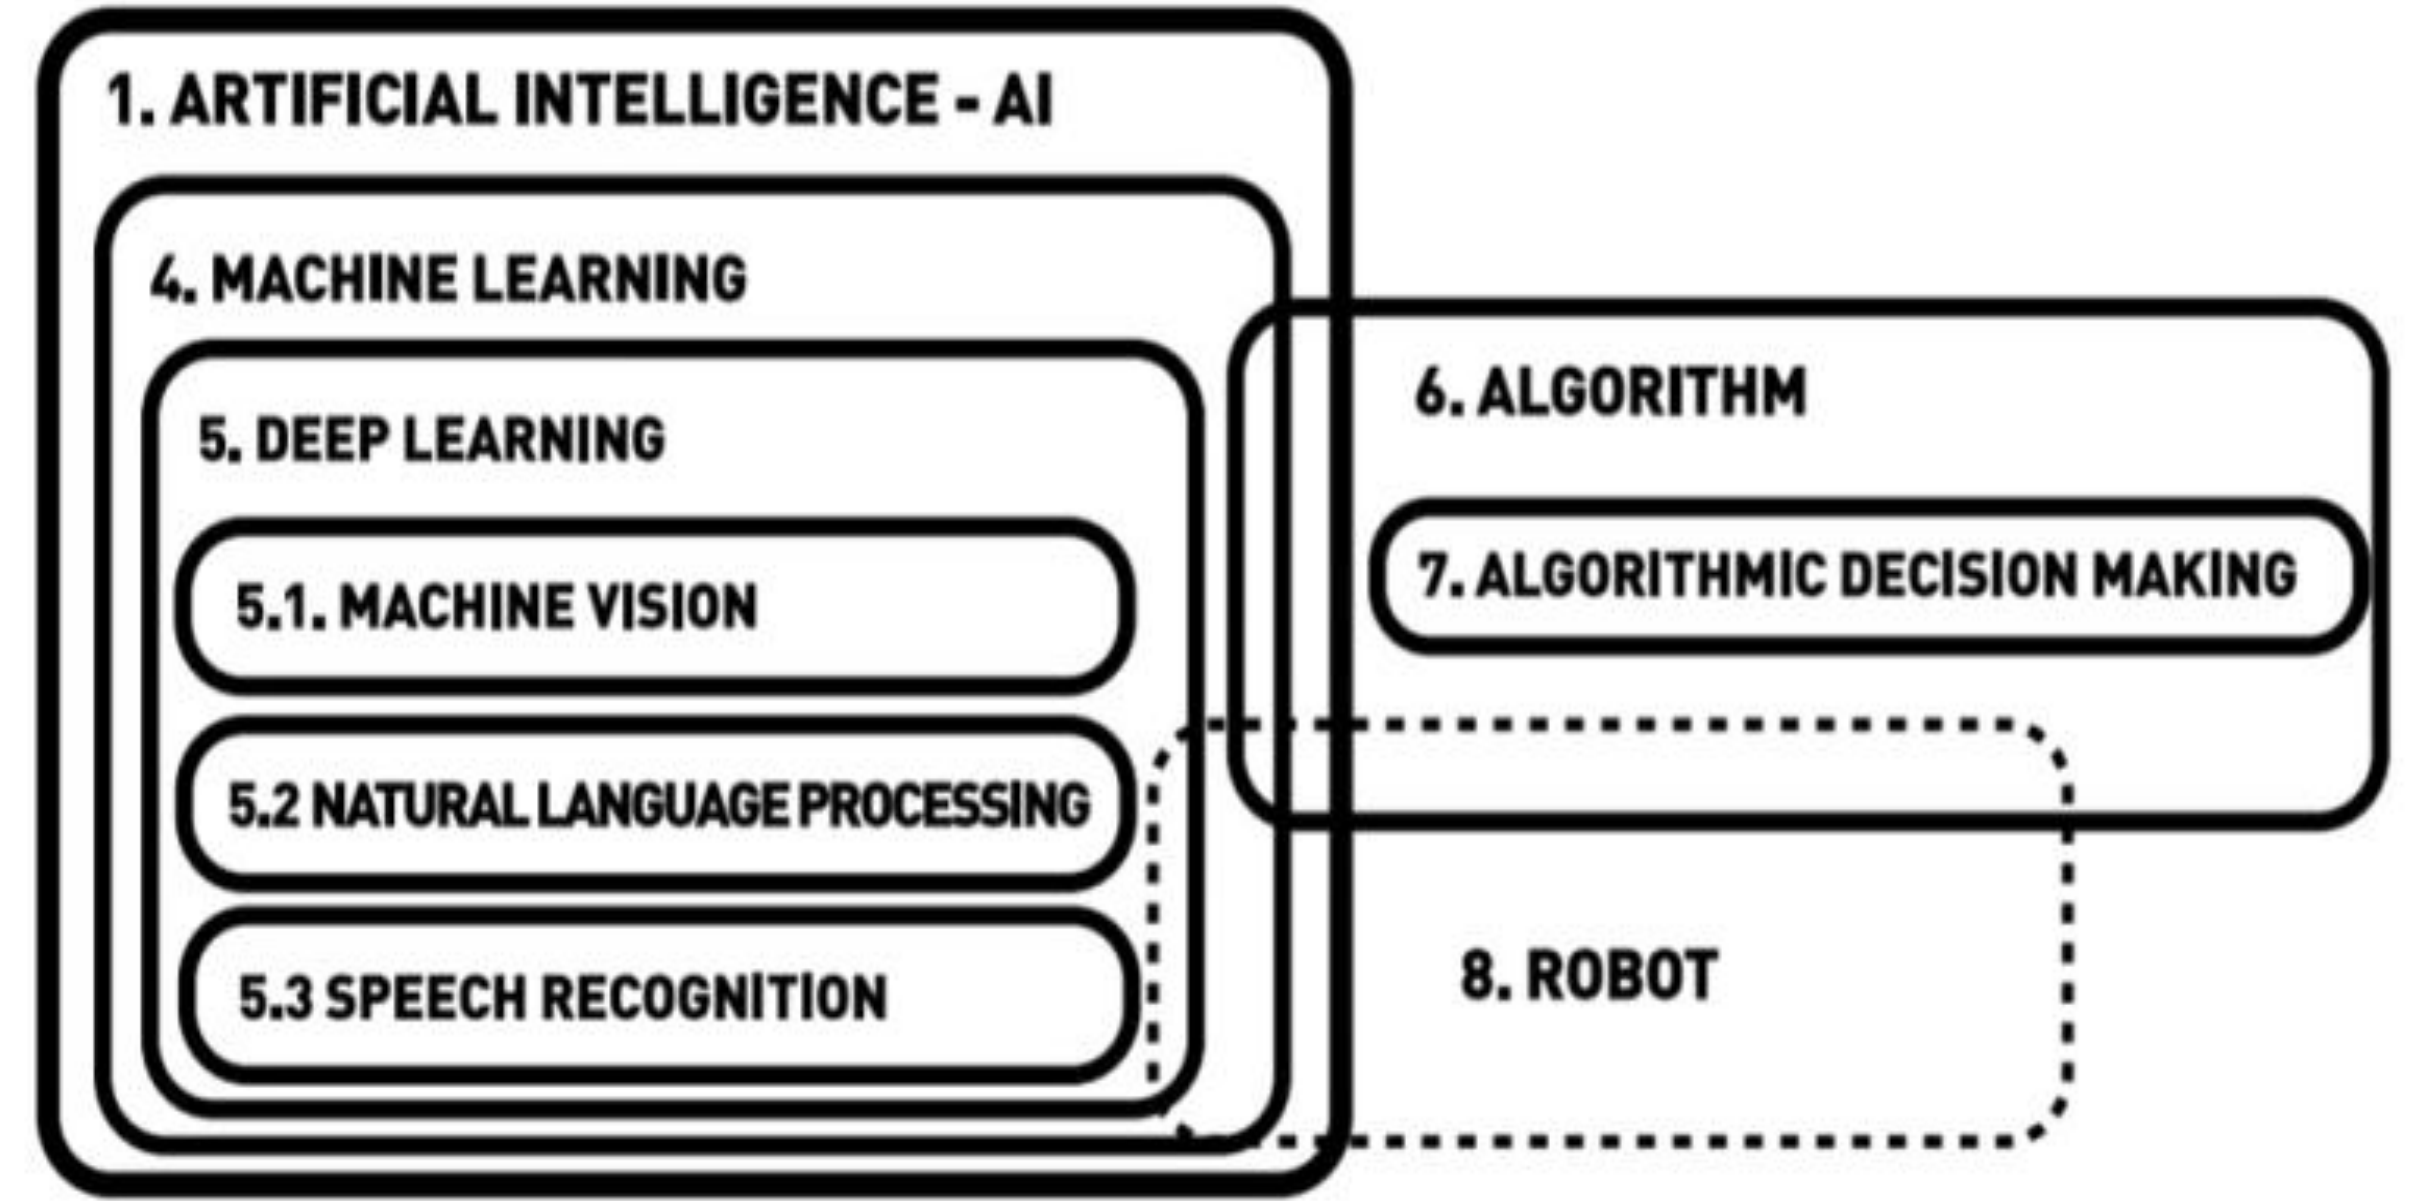 1. ARTIFICIAL INTELLIGENCE - AI
4. MACHINE LEARNING
5. DEEP LEARNING
5.1. MACHINE VISION
5.2 NATURAL LANGUAGE PROCESSING
5.3 SPEECH RECOGNITION
6. ALGORITHM
7. ALGORITHMIC DECISION MAKING
8. ROBOT